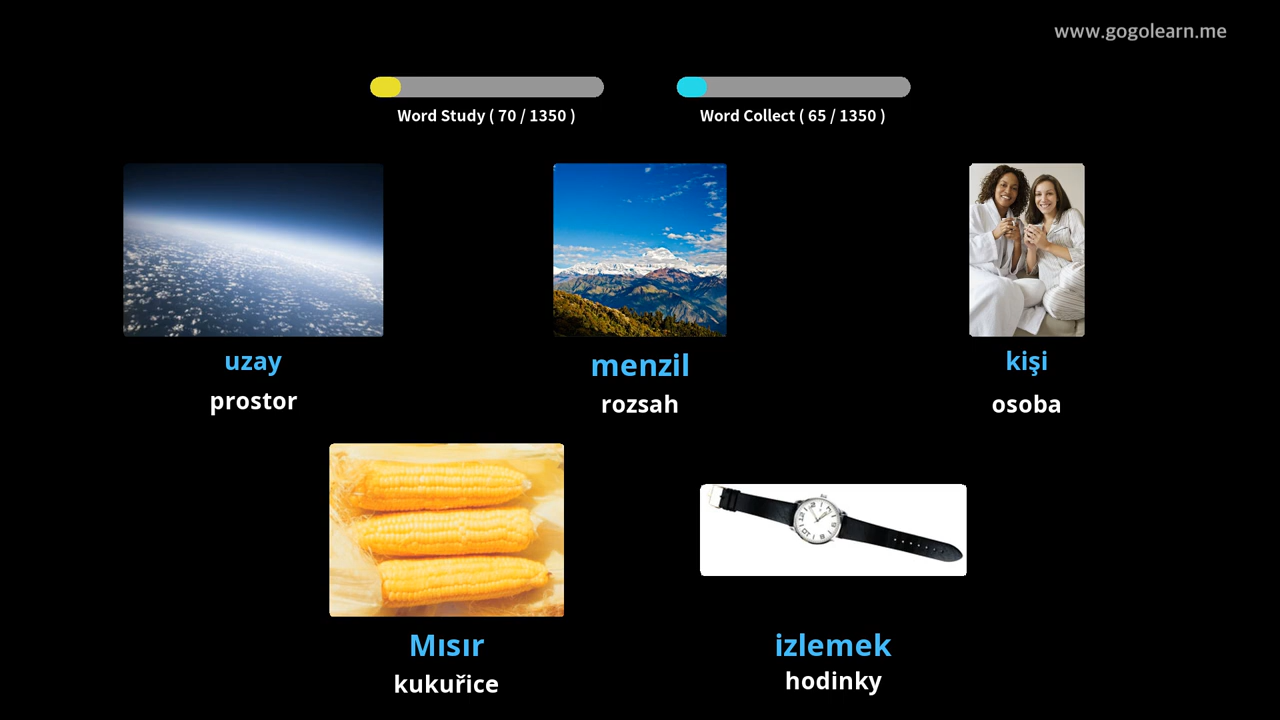 www.gogolearn.me
Word Study ( 70 / 1350 )
Word Collect ( 65 / 1350 )
uzay
prostor
menzil
rozsah
kişi
osoba
Mısır
kukuřice
izlemek
hodinky